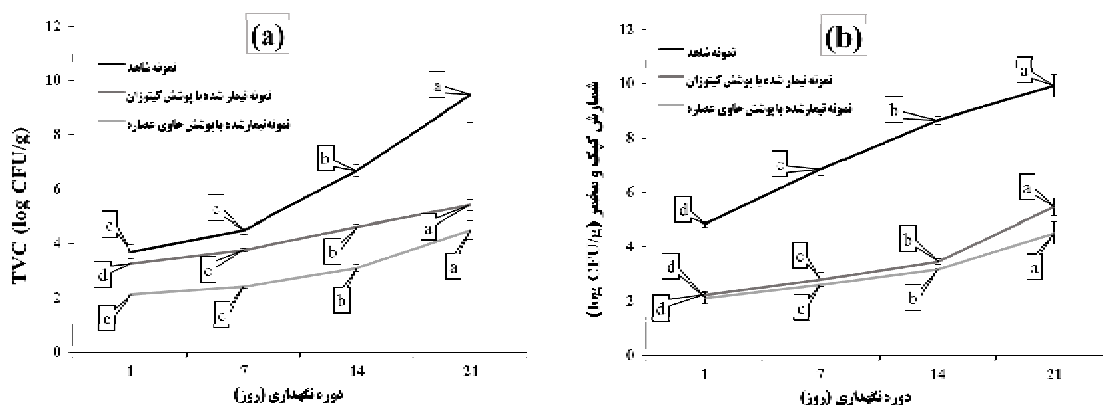 (a)
12
10
8
6
4
2
0
TVC (log CFU/g)
نمونه شاهد
نمونه تیمار شده با پوشش کیتوزان
نمونه تیمار شده با پوشش حاوی عصاره
a
b
c
c
a
b
c
d
a
b
c
c
1 7 14 21
دوره نگهداری (روز)
(b)
12
10
8
6
4
2
0
شمارش کپک و مخمر (log CFU/g)
نمونه شاهد
نمونه تیمار شده با پوشش کیتوزان
نمونه تیمار شده با پوشش حاوی عصاره
a
b
c
d
a
b
c
d
a
b
c
d
1 7 14 21
دوره نگهداری (روز)